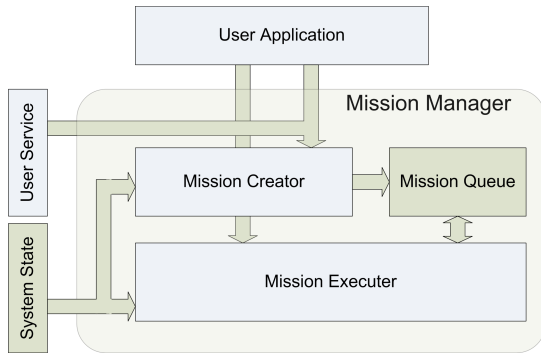 User Application
Mission Manager
User Service
Mission Creator
Mission Queue
System State
Mission Executer